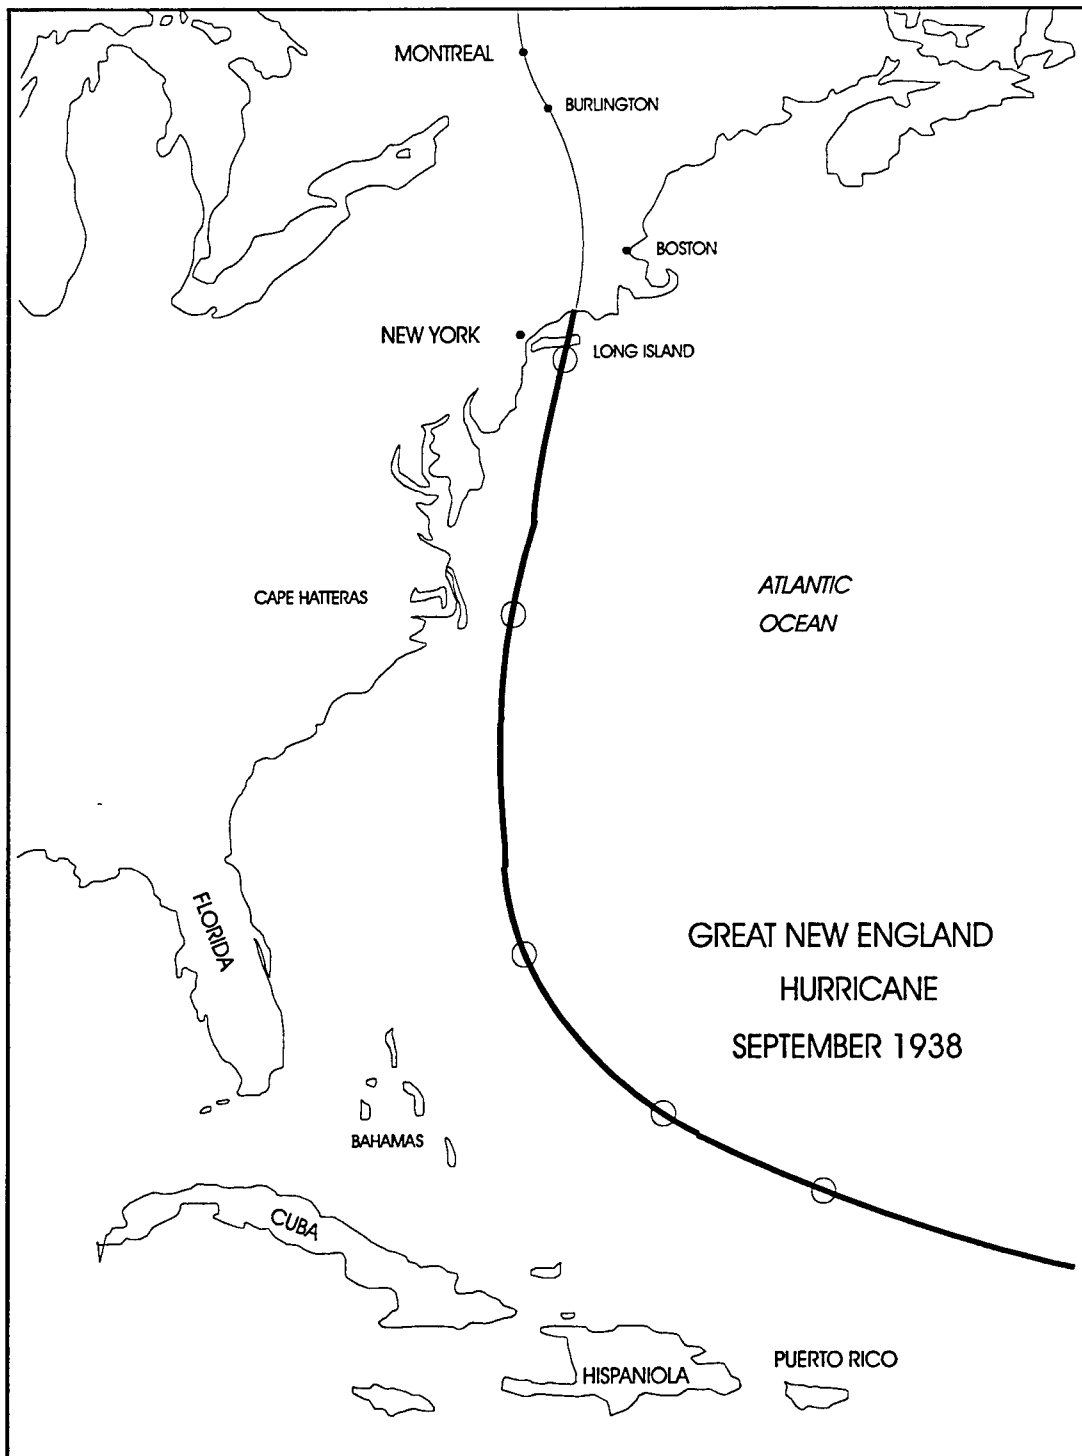 MONTREAL
BURLINGTON
BOSTON
NEW YORK
LONG ISLAND
CAPE HATTERAS
ATLANTIC
OCEAN
FLORIDA
GREAT NEW ENGLAND
HURRICANE
SEPTEMBER 1938
BAHAMAS
CUBA
PUERTO RICO
HISPANIOLA